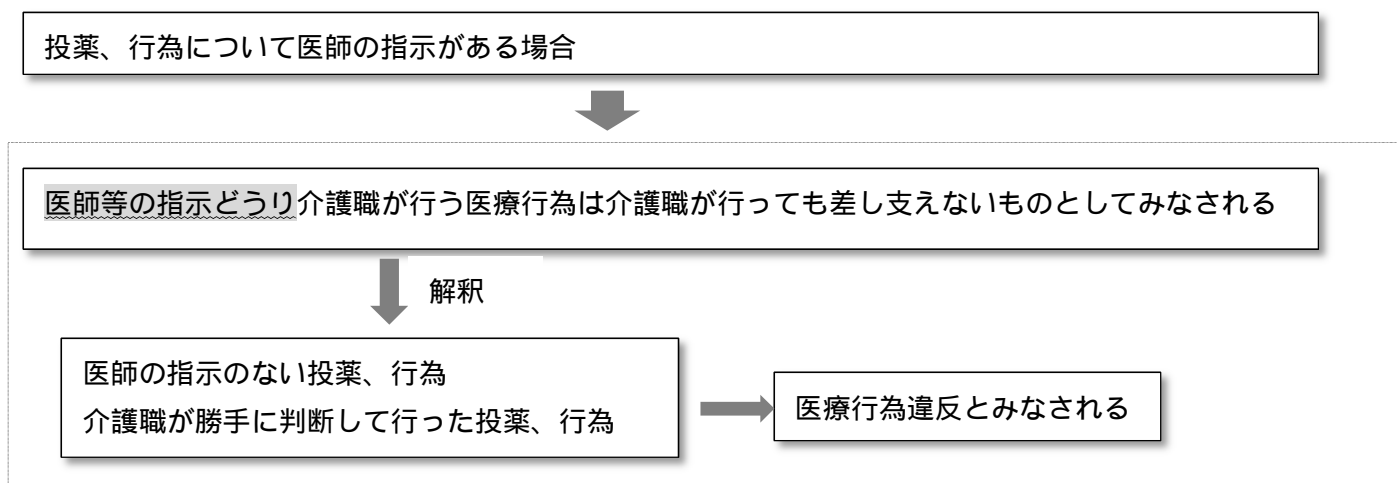 投薬、行為について医師の指示がある場合
医師等の指示どうり介護職が行う医療行為は介護職が行っても差し支えないものとしてみなされる
解釈
医師の指示のない投薬、行為
介護職が勝手に判断して行った投薬、行為
医療行為違反とみなされる